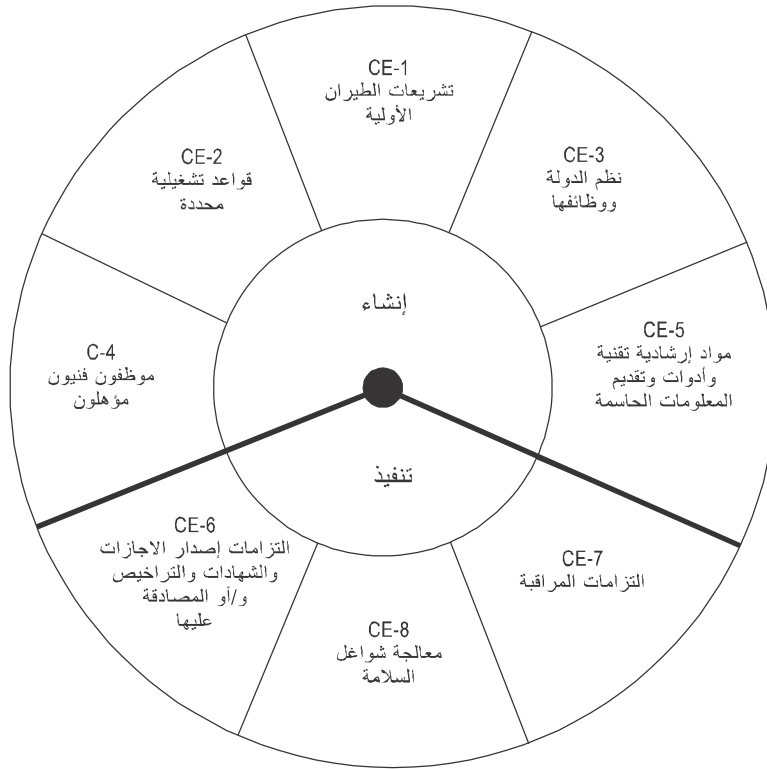 CE-1
تشريعات الطيران
الأولية
CE-2
قواعد تشغيلية
محددة
CE-3
نظم الدولة
ووظائفها
إنشاء
C-4
موظفون فنيون
مؤهلون
CE-5
مواد إرشادية تقنية
وأدوات وتقديم
المعلومات الحاسمة
تنفيذ
CE-6
التزامات إصدار الاجازات
والشهادات والتراخيص
و/أو المصادقة
عليها
CE-7
التزامات المراقبة
CE-8
معالجة شواغل
السلامة